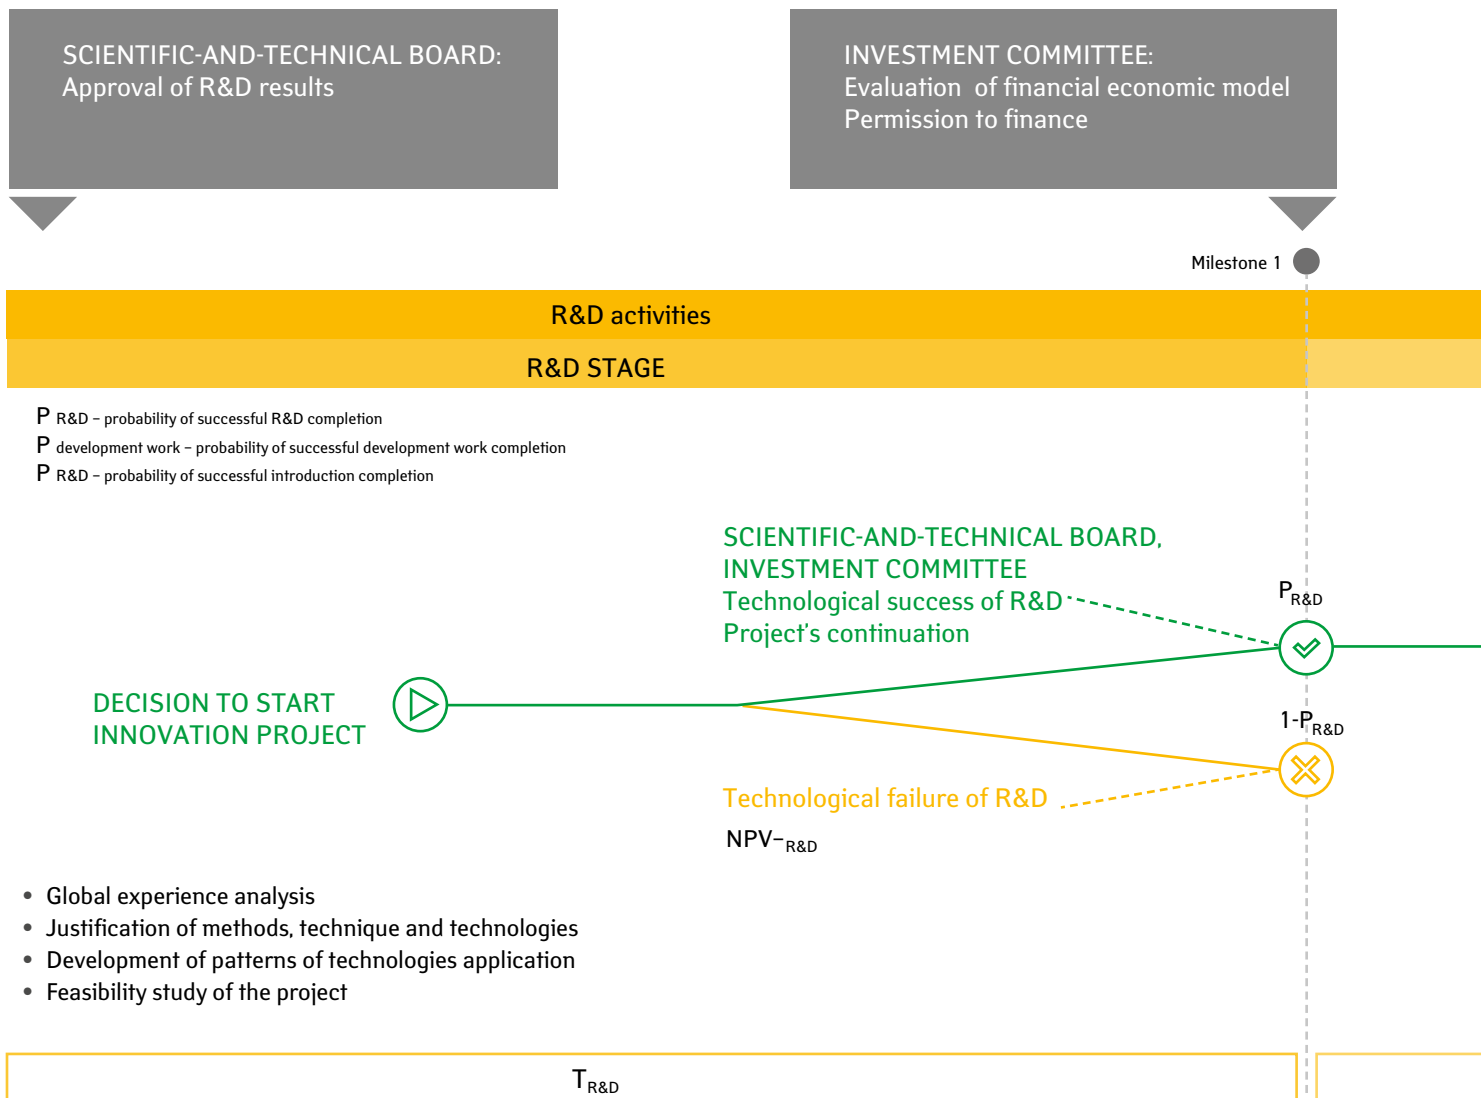 SCIENTIFIC-AND-TECHNICAL BOARD:
Approval of R&D results
INVESTMENT COMMITTEE:
Evaluation of financial economic model
Permission to finance
Milestone 1
R&D activities
R&D STAGE
P R&D – probability of successful R&D completion
P development work – probability of successful development work completion
P R&D – probability of successful introduction completion
SCIENTIFIC-AND-TECHNICAL BOARD,
INVESTMENT COMMITTEE
Technological success of R&D
Project's continuation
P R&D
DECISION TO START
INNOVATION PROJECT
1-P R&D
Technological failure of R&D
NPV– R&D
• Global experience analysis
• Justification of methods, technique and technologies
• Development of patterns of technologies application
• Feasibility study of the project
T R&D